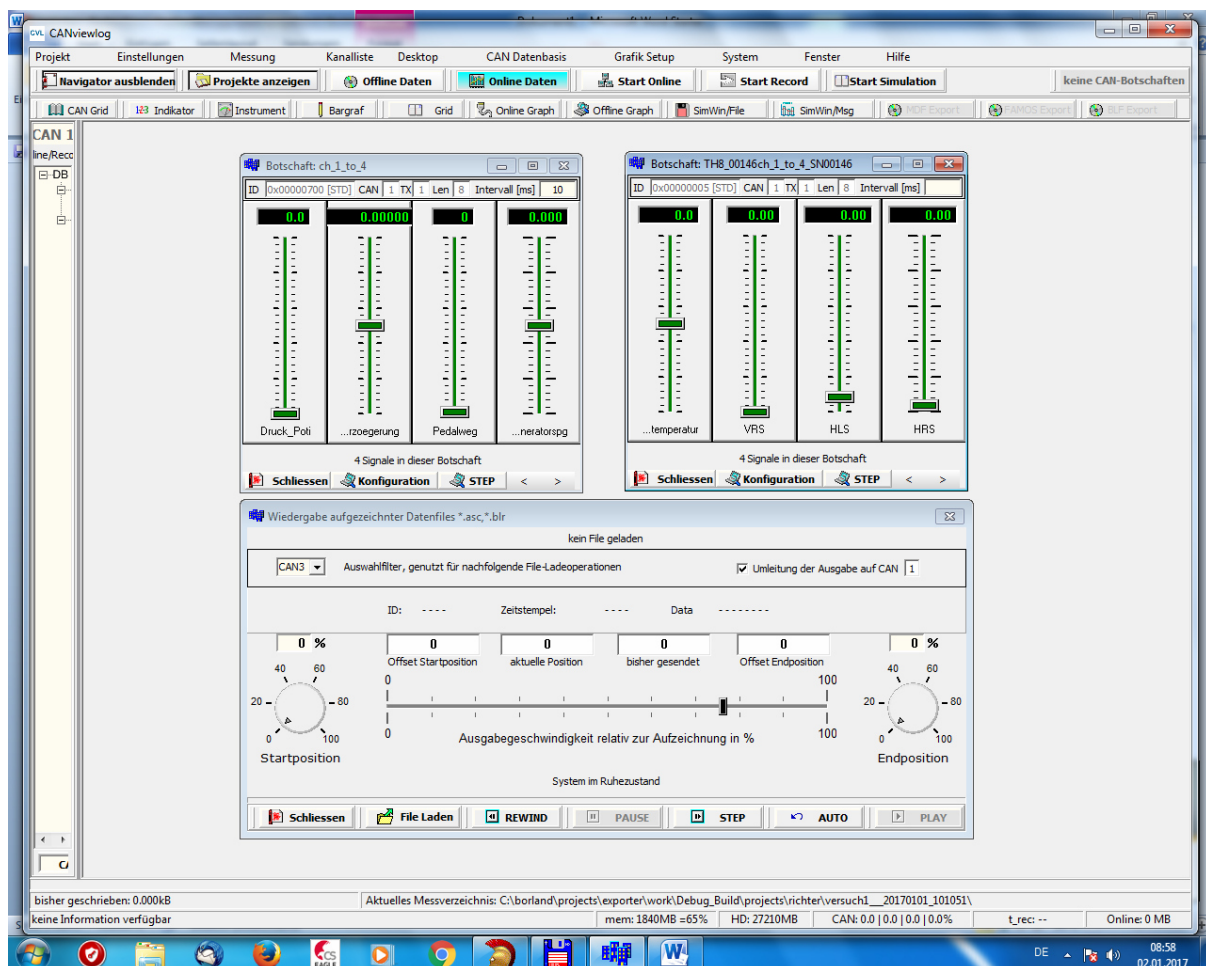 CVL CANviewlog
Projekt Einstellungen Messung Kanalliste Desktop CAN Datenbasis Grafik Setup System Fenster Hilfe
Navigator ausblenden Projekte anzeigen Offline Daten Online Daten Start Online Start Record Start Simulation keine CAN-Botschaften
CAN Grid 123 Indikator Instrument Bargraf Grid Online Graph Offline Graph SimWin/File SimWin/Msg MDF Export FAMOS Export BLF Export
CAN 1
line/Reco
DB
Botschaft: ch_1_to_4
ID 0x00000700 [STD] CAN 1 TX 1 Len 8 Intervall [ms] 10
0.0 0.00000 0 0.000
Druck_Poti ...rzoegerung Pedalweg ...neratorspg
4 Signale in dieser Botschaft
Schliessen Konfiguration STEP < >
Botschaft: TH8_00146ch_1_to_4_SN00146
ID 0x00000005 [STD] CAN 1 TX 1 Len 8 Intervall [ms]
0.0 0.00 0.00 0.00
...temperatur VRS HLS HRS
4 Signale in dieser Botschaft
Schliessen Konfiguration STEP < >
Wiedergabe aufgezeichneter Datenfiles *.asc,*.blr
kein File geladen
CAN3 Auswahlfilter, genutzt für nachfolgende File-Ladeoperationen Umleitung der Ausgabe auf CAN 1
ID: ---- Zeitstempel: ---- Data --------
0 % 0 0 0 0 0 %
Offset Startposition aktuelle Position bisher gesendet Offset Endposition
40 60 0 100 40 60
20 80 20 80
0 100 0 100 0 100
Ausgabegeschwindigkeit relativ zur Aufzeichnung in %
Startposition Endposition
System im Ruhezustand
Schliessen File Laden REWIND PAUSE STEP AUTO PLAY
bisher geschrieben: 0.000kB Aktuelles Messverzeichnis: C:\borland\projects\exporter\work\Debug_Build\projects\richter\versuch1__20170101_101051\
keine Information verfügbar mem: 1840MB =65% HD: 27210MB CAN: 0.0 | 0.0 | 0.0 | 0.0% t_rec: -- Online: 0 MB
CS
EAGLE
DE 08:58
02.01.2017